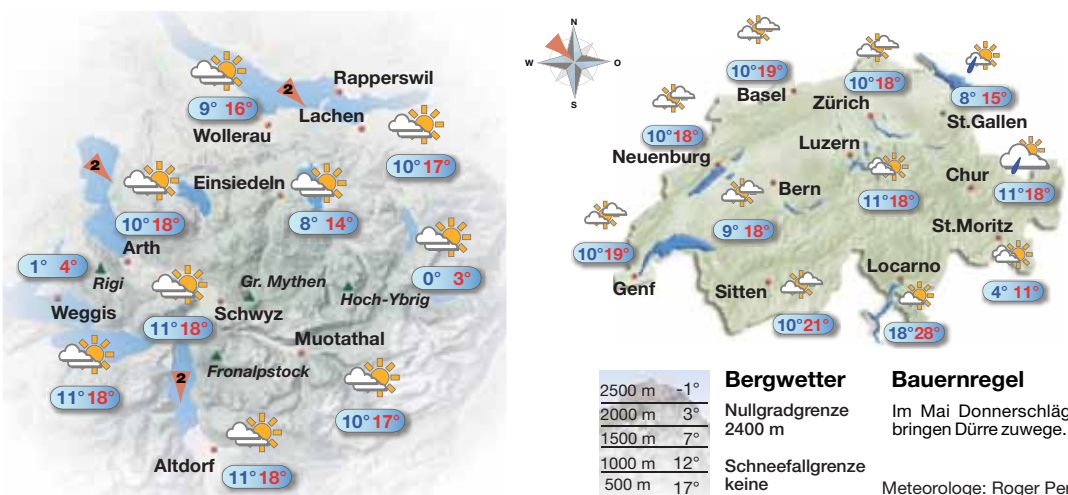 2
Rapperswil
9° 16°
Lachen
Wollerau
10° 17°
2
Einsiedeln
10° 18°
8° 14°
Arth
1° 4°
Rigi
Gr. Mythen
0° 3°
Hoch-Ybrig
Weggis
11° 18°
Schwyz
Muotathal
Fronalpstock
11° 18°
2
10° 17°
Altdorf
11° 18°
N
W O
S
10° 19°
Basel
10° 18°
Zürich
8° 15°
St.Gallen
10° 18°
Neuenburg
Luzern
11° 18°
Chur
11° 18°
Bern
9° 18°
St.Moritz
4° 11°
10° 19°
Genf
Sitten
10° 21°
Locarno
18° 28°
2500 m -1°
2000 m 3°
1500 m 7°
1000 m 12°
500 m 17°
Bergwetter
Nullgradgrenze
2400 m
Schneefallgrenze
keine
Bauernregel
Im Mai Donnerschläg
bringen Dürre zuwege.
Meteorologe: Roger Per